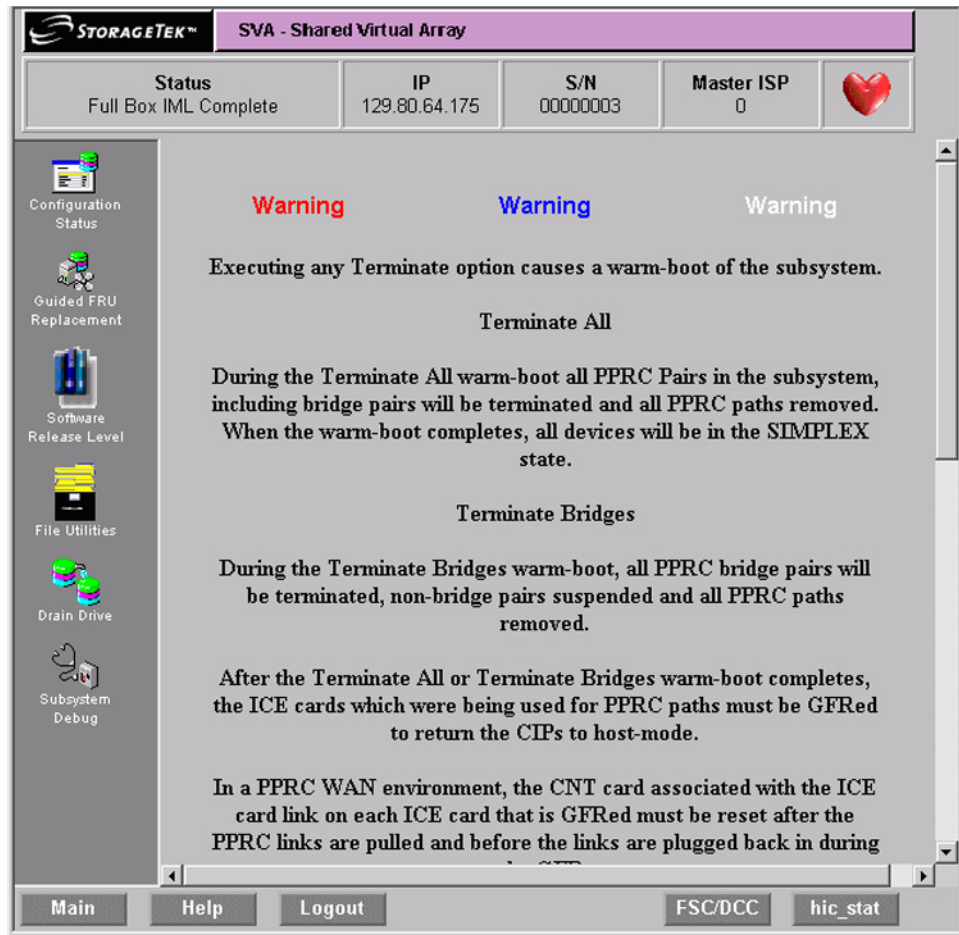 STORAGETEK™
SVA - Shared Virtual Array
Status
Full Box IML Complete
IP
129.80.64.175
S/N
00000003
Master ISP
0
Configuration
Status
Guided FRU
Replacement
Software
Release Level
File Utilities
Drain Drive
Subsystem
Debug
Warning Warning Warning
Executing any Terminate option causes a warm-boot of the subsystem.
Terminate All
During the Terminate All warm-boot all PPRC Pairs in the subsystem,
including bridge pairs will be terminated and all PPRC paths removed.
When the warm-boot completes, all devices will be in the SIMPLEX
state.
Terminate Bridges
During the Terminate Bridges warm-boot, all PPRC bridge pairs will
be terminated, non-bridge pairs suspended and all PPRC paths
removed.
After the Terminate All or Terminate Bridges warm-boot completes,
the ICE cards which were being used for PPRC paths must be GFRed
to return the CIPs to host-mode.
In a PPRC WAN environment, the CNT card associated with the ICE
card link on each ICE card that is GFRed must be reset after the
PPRC links are pulled and before the links are plugged back in during
Main Help Logout FSC/DCC hic_stat